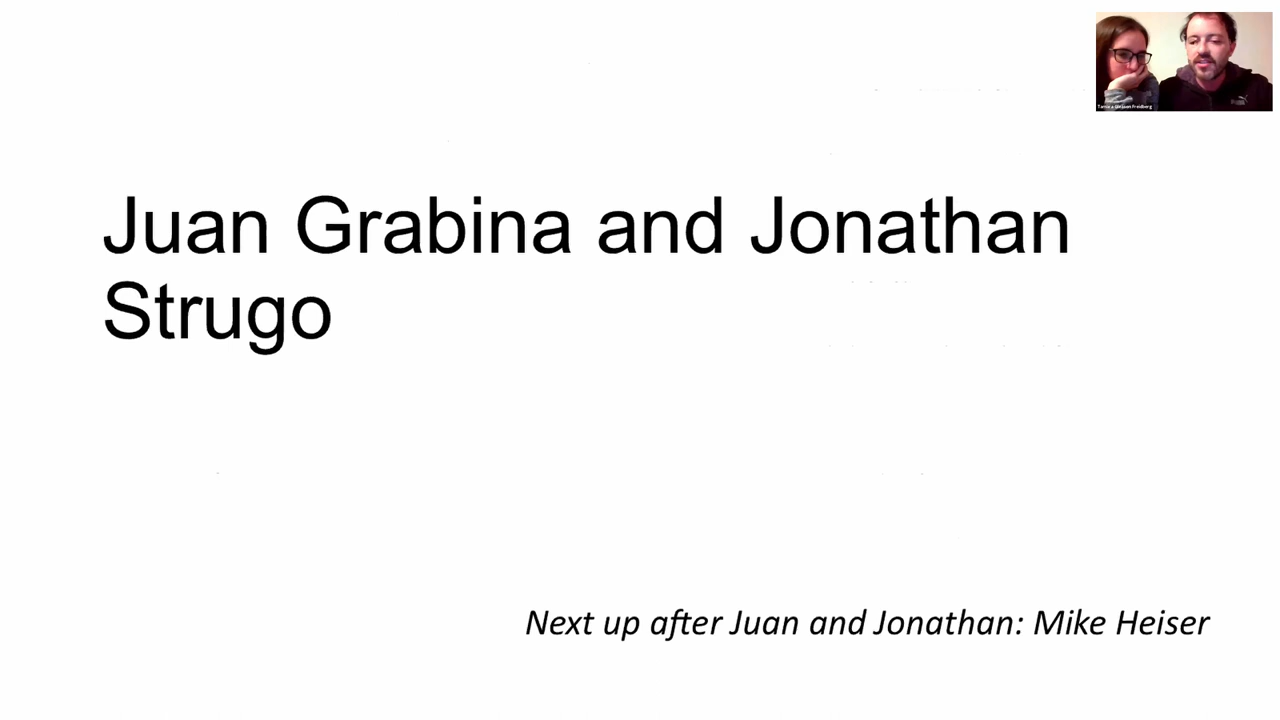 Juan Grabina and Jonathan
Strugo
Next up after Juan and Jonathan: Mike Heiser